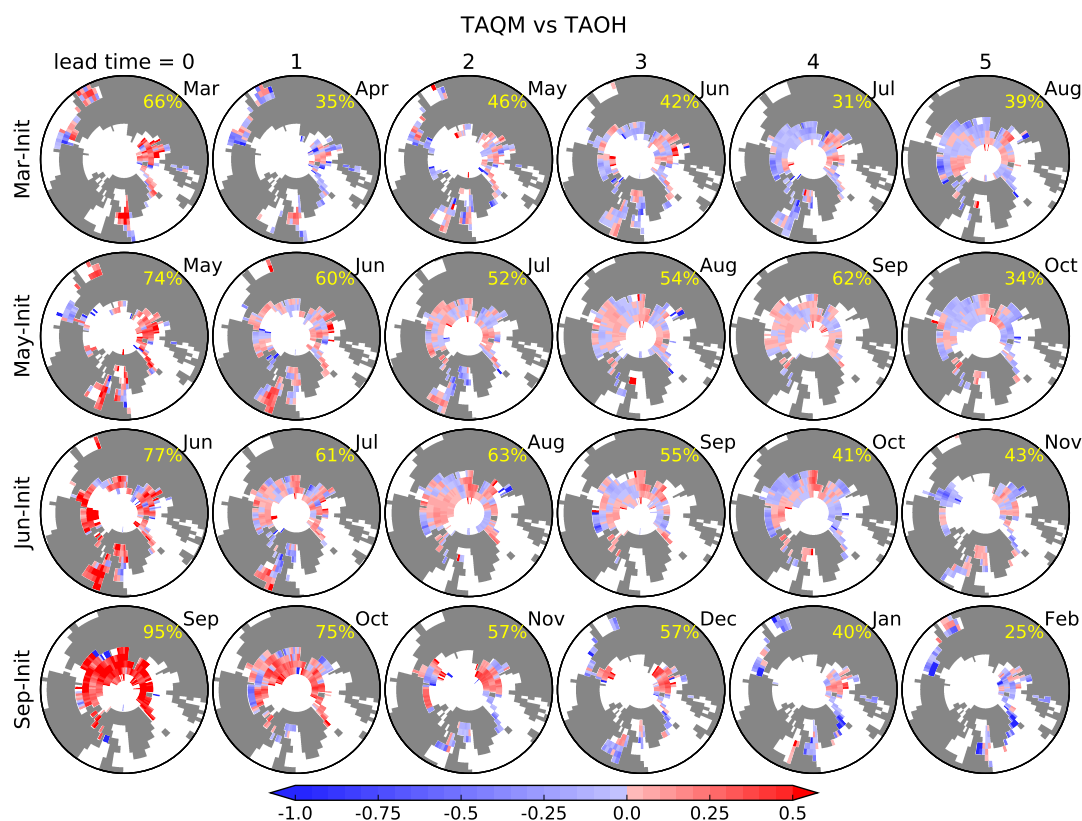 TAQM vs TAOH
lead time = 0 1 2 3 4 5
Mar-Init
Mar 66%
Apr 35%
May 46%
Jun 42%
Jul 31%
Aug 39%
May-Init
May 74%
Jun 60%
Jul 52%
Aug 54%
Sep 62%
Oct 34%
Jun-Init
Jun 77%
Jul 61%
Aug 63%
Sep 55%
Oct 41%
Nov 43%
Sep-Init
Sep 95%
Oct 75%
Nov 57%
Dec 57%
Jan 40%
Feb 25%
-1.0 -0.75 -0.5 -0.25 0.0 0.25 0.5